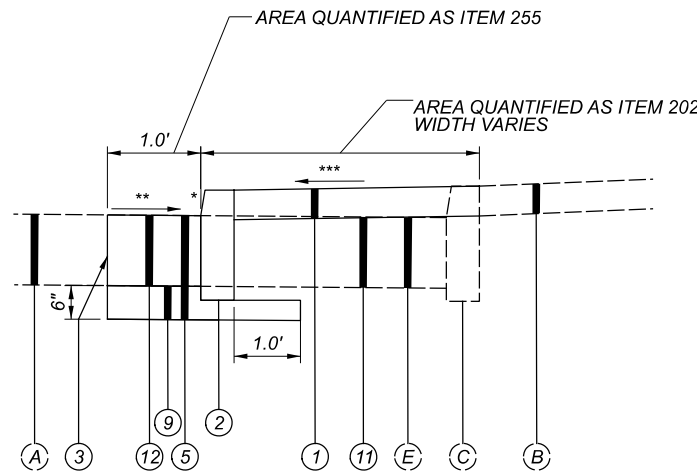 AREA QUANTIFIED AS ITEM 255
AREA QUANTIFIED AS ITEM 202
WIDTH VARIES
1.0'
***
**
*
6"
1.0'
9
2
A
3
12
5
1
11
E
C
B